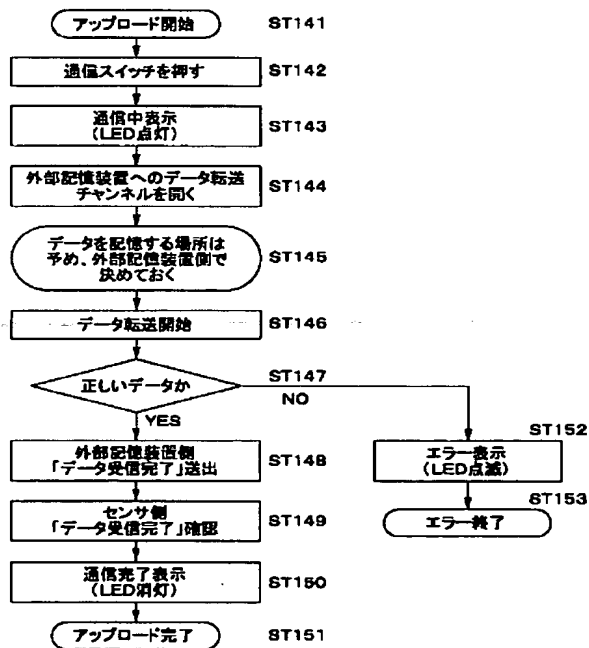 アップロード開始 ST141
通信スイッチを押す ST142
通信中表示
(LED点灯) ST143
外部記憶装置へのデータ転送
チャンネルを開く ST144
データを記憶する場所は
予め、外部記憶装置側で
決めておく ST145
データ転送開始 ST146
正しいデータか ST147
NO
YES
外部記憶装置側
「データ受信完了」送出 ST148
センサ側
「データ受信完了」確認 ST149
通信完了表示
(LED消灯) ST150
アップロード完了 ST151
ST152
エラー表示
(LED点滅)
ST153
エラー終了